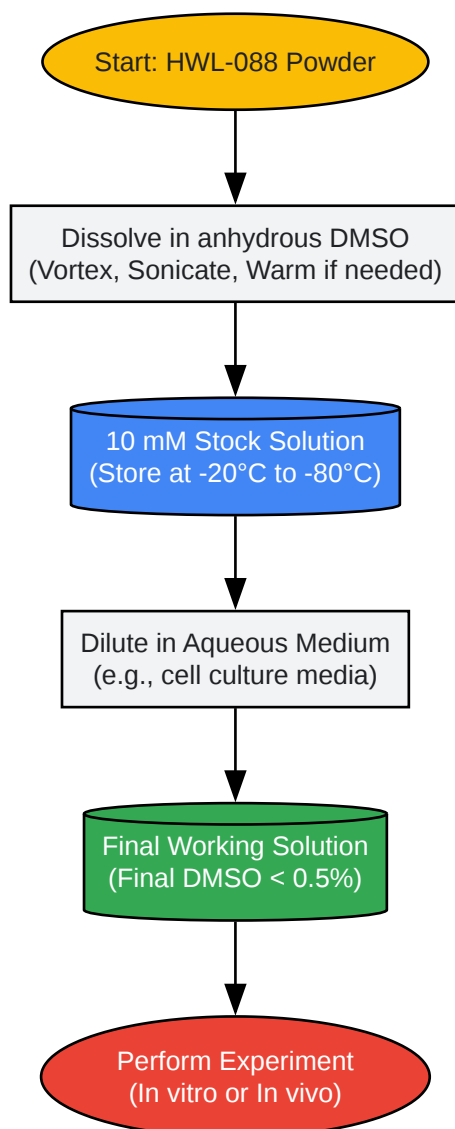 Start: HWL-088 Powder
Dissolve in anhydrous DMSO
(Vortex, Sonicate, Warm if needed)
10 mM Stock Solution
(Store at -20°C to -80°C)
Dilute in Aqueous Medium
(e.g., cell culture media)
Final Working Solution
(Final DMSO < 0.5%)
Perform Experiment
(In vitro or In vivo)